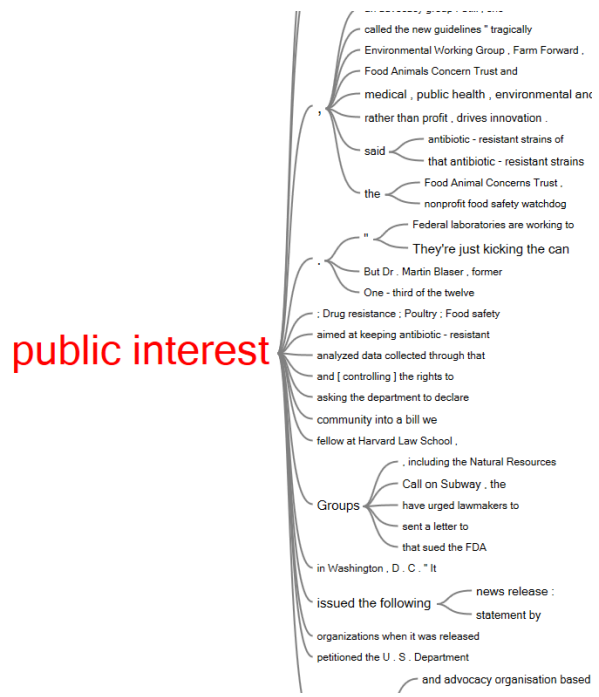 called the new guidelines " tragically
Environmental Working Group , Farm Forward ,
Food Animals Concern Trust and
medical , public health , environmental and
,
rather than profit , drives innovation .
said
antibiotic - resistant strains of
that antibiotic - resistant strains
the
Food Animal Concerns Trust ,
nonprofit food safety watchdog
.
"
Federal laboratories are working to
They're just kicking the can
But Dr . Martin Blaser , former
One - third of the twelve
public interest
; Drug resistance ; Poultry ; Food safety
aimed at keeping antibiotic - resistant
analyzed data collected through that
and [ controlling ] the rights to
asking the department to declare
community into a bill we
fellow at Harvard Law School ,
Groups
, including the Natural Resources
Call on Subway , the
have urged lawmakers to
sent a letter to
that sued the FDA
in Washington , D . C . " It
issued the following
news release :
statement by
organizations when it was released
petitioned the U . S . Department
and advocacy organisation based